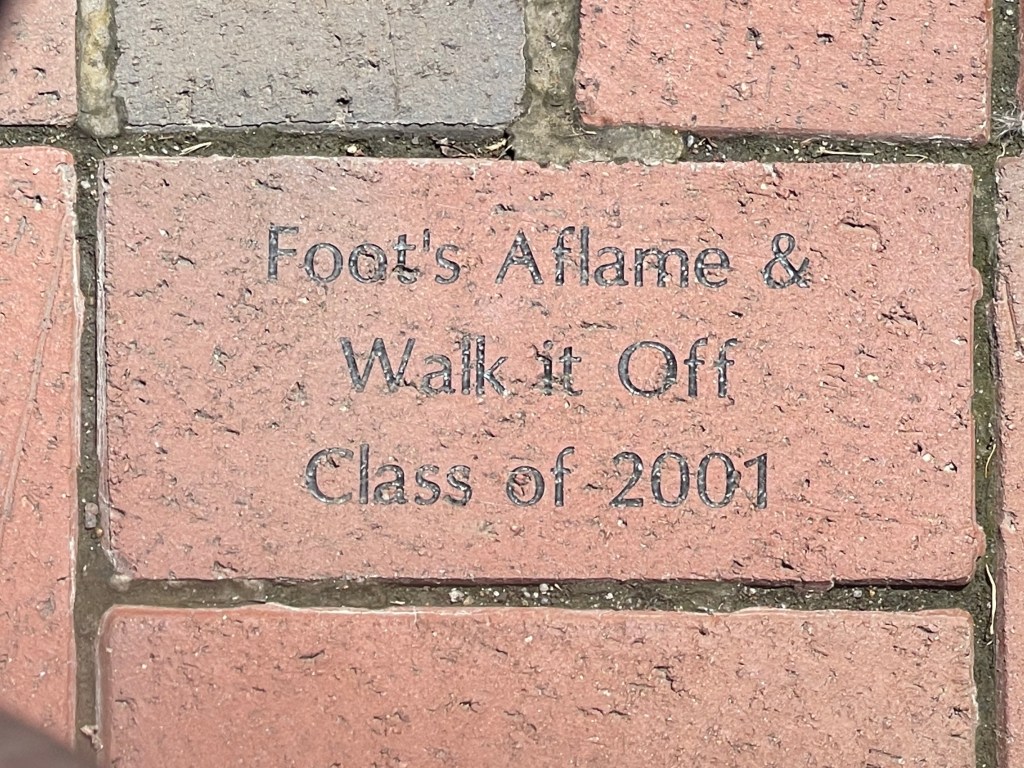 Foot's Aflame &
Walk it Off
Class of 2001